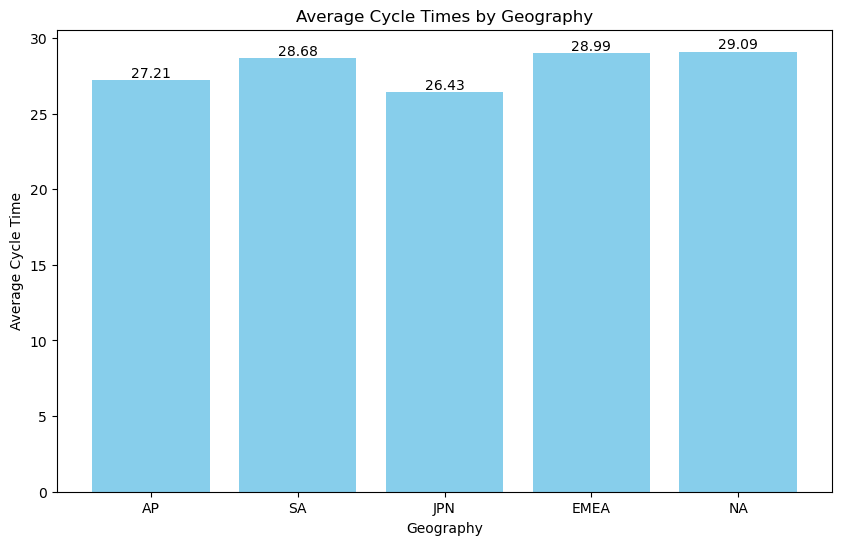 Average Cycle Times by Geography
Average Cycle Time
30
25
20
15
10
5
0
27.21
28.68
26.43
28.99
29.09
AP
SA
JPN
EMEA
NA
Geography